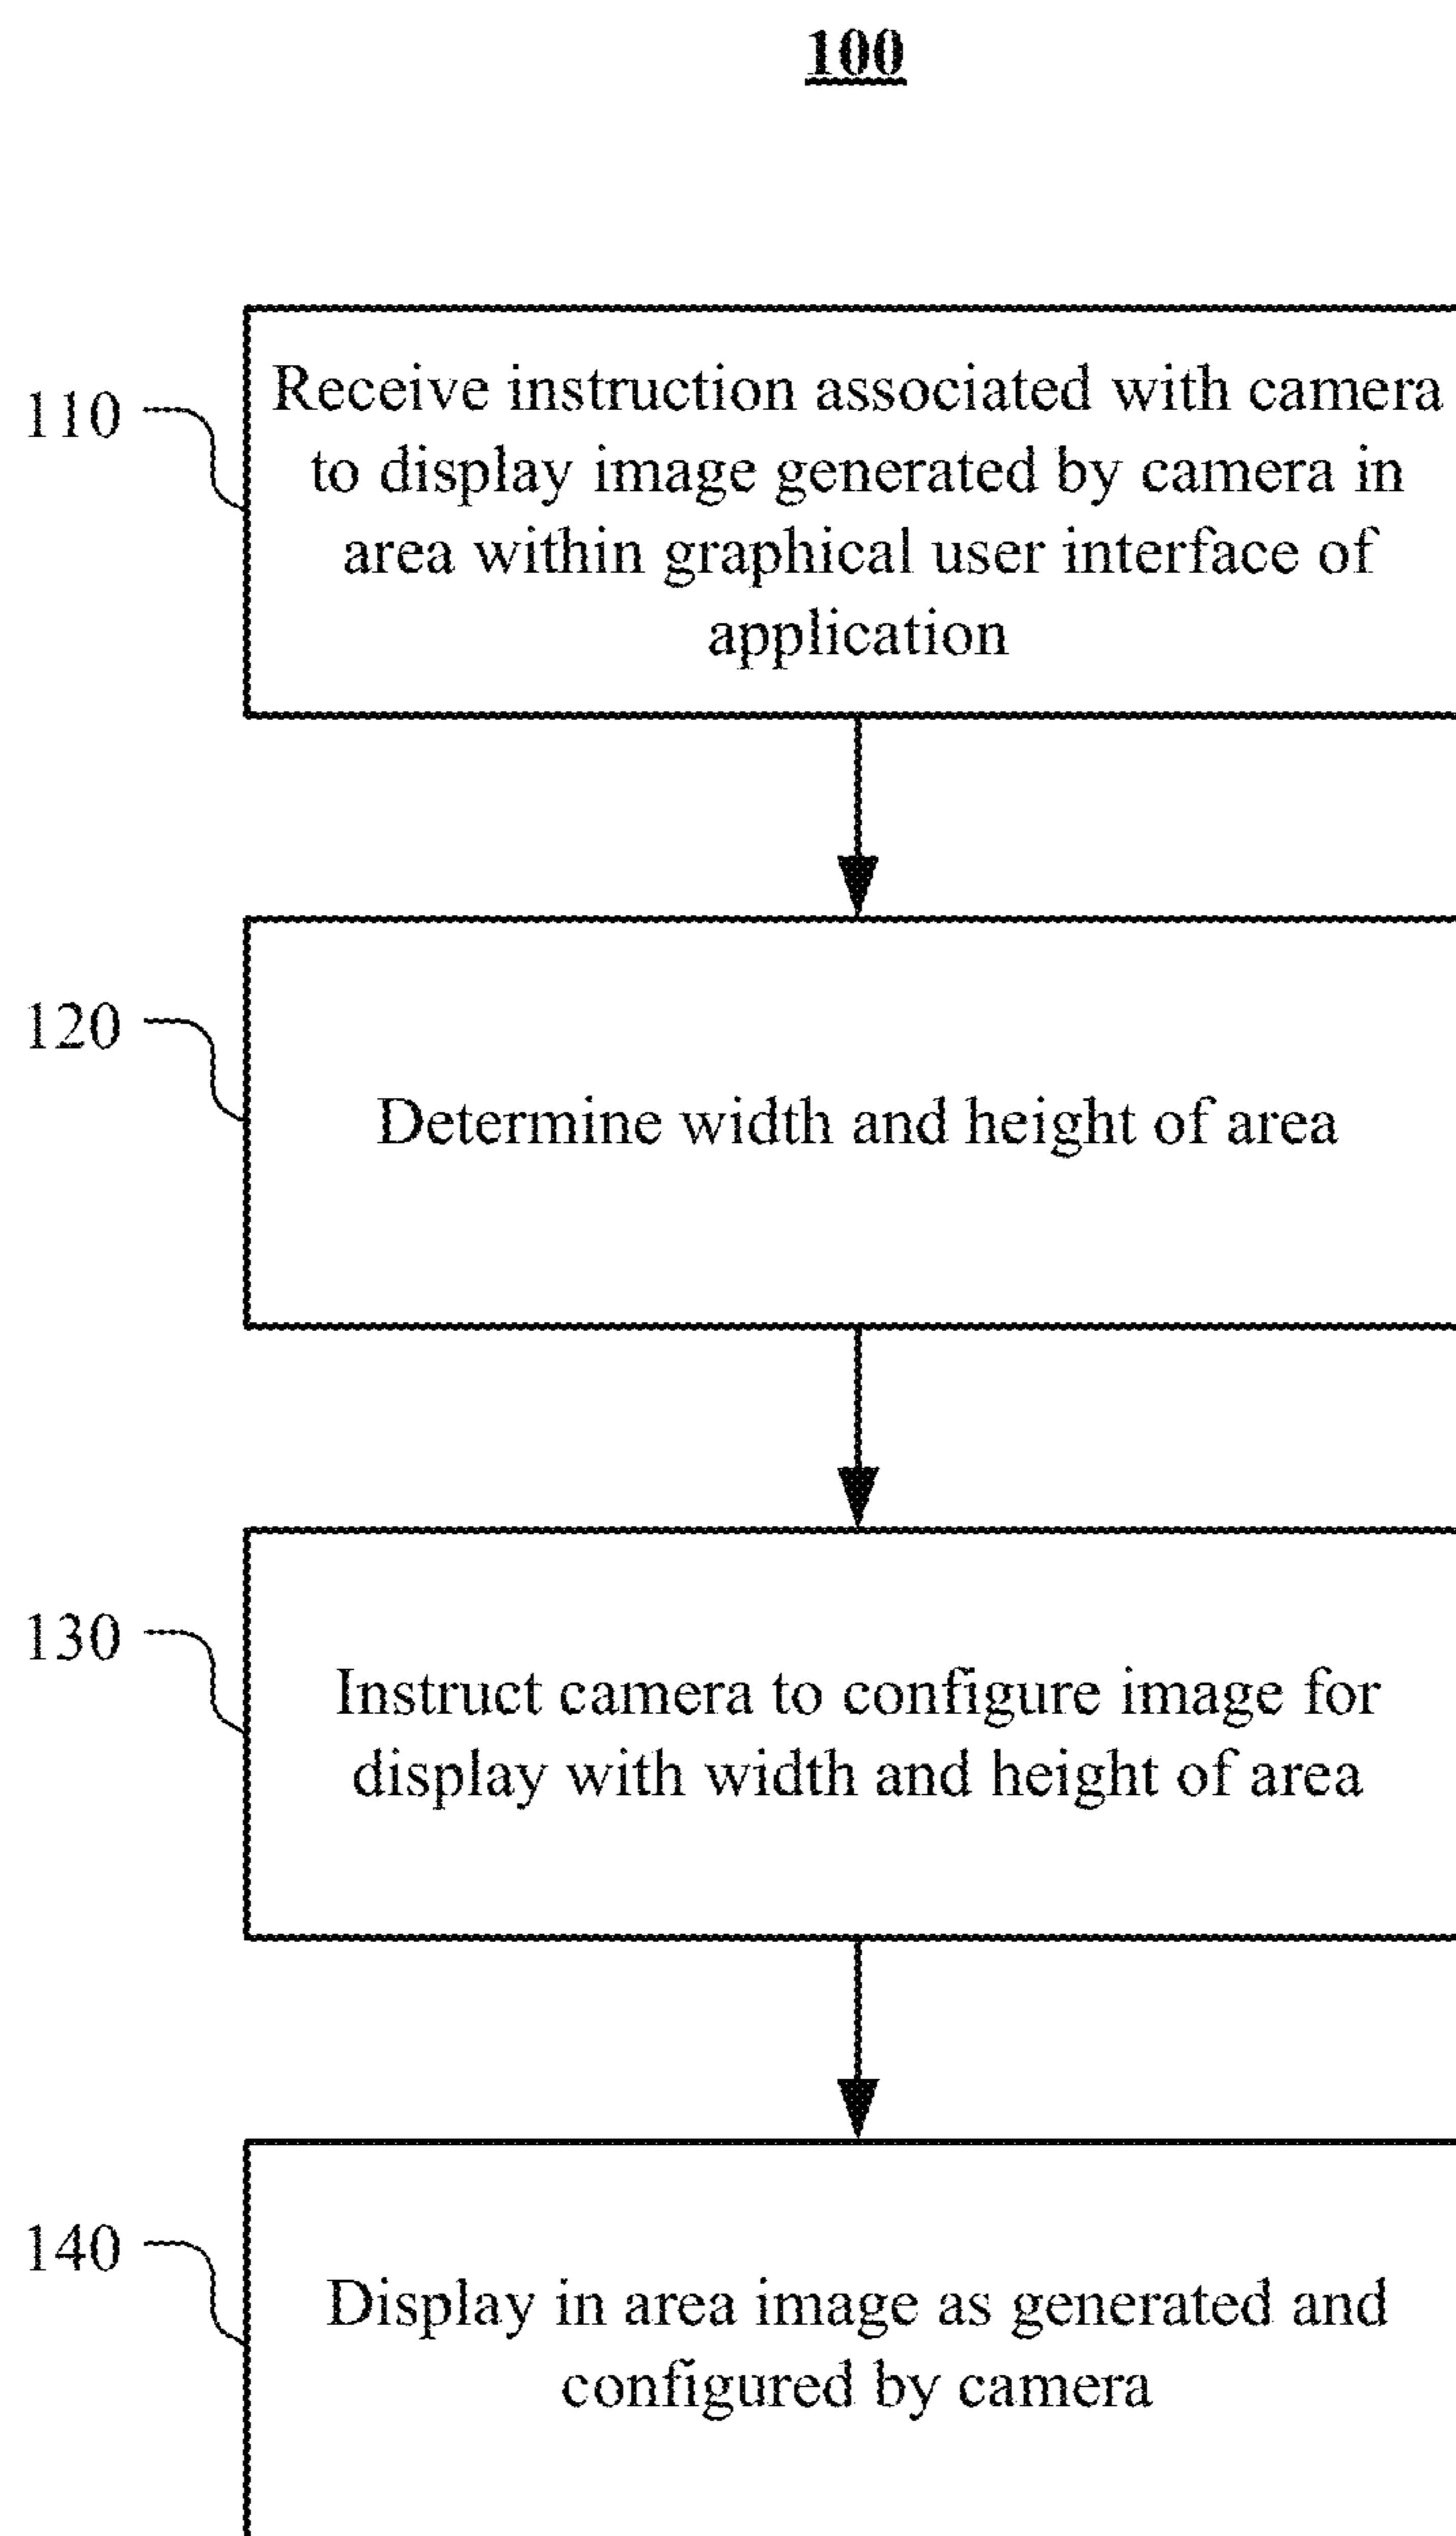 100
110
Receive instruction associated with camera
to display image generated by camera in
area within graphical user interface of
application
120
Determine width and height of area
130
Instruct camera to configure image for
display with width and height of area
140
Display in area image as generated and
configured by camera